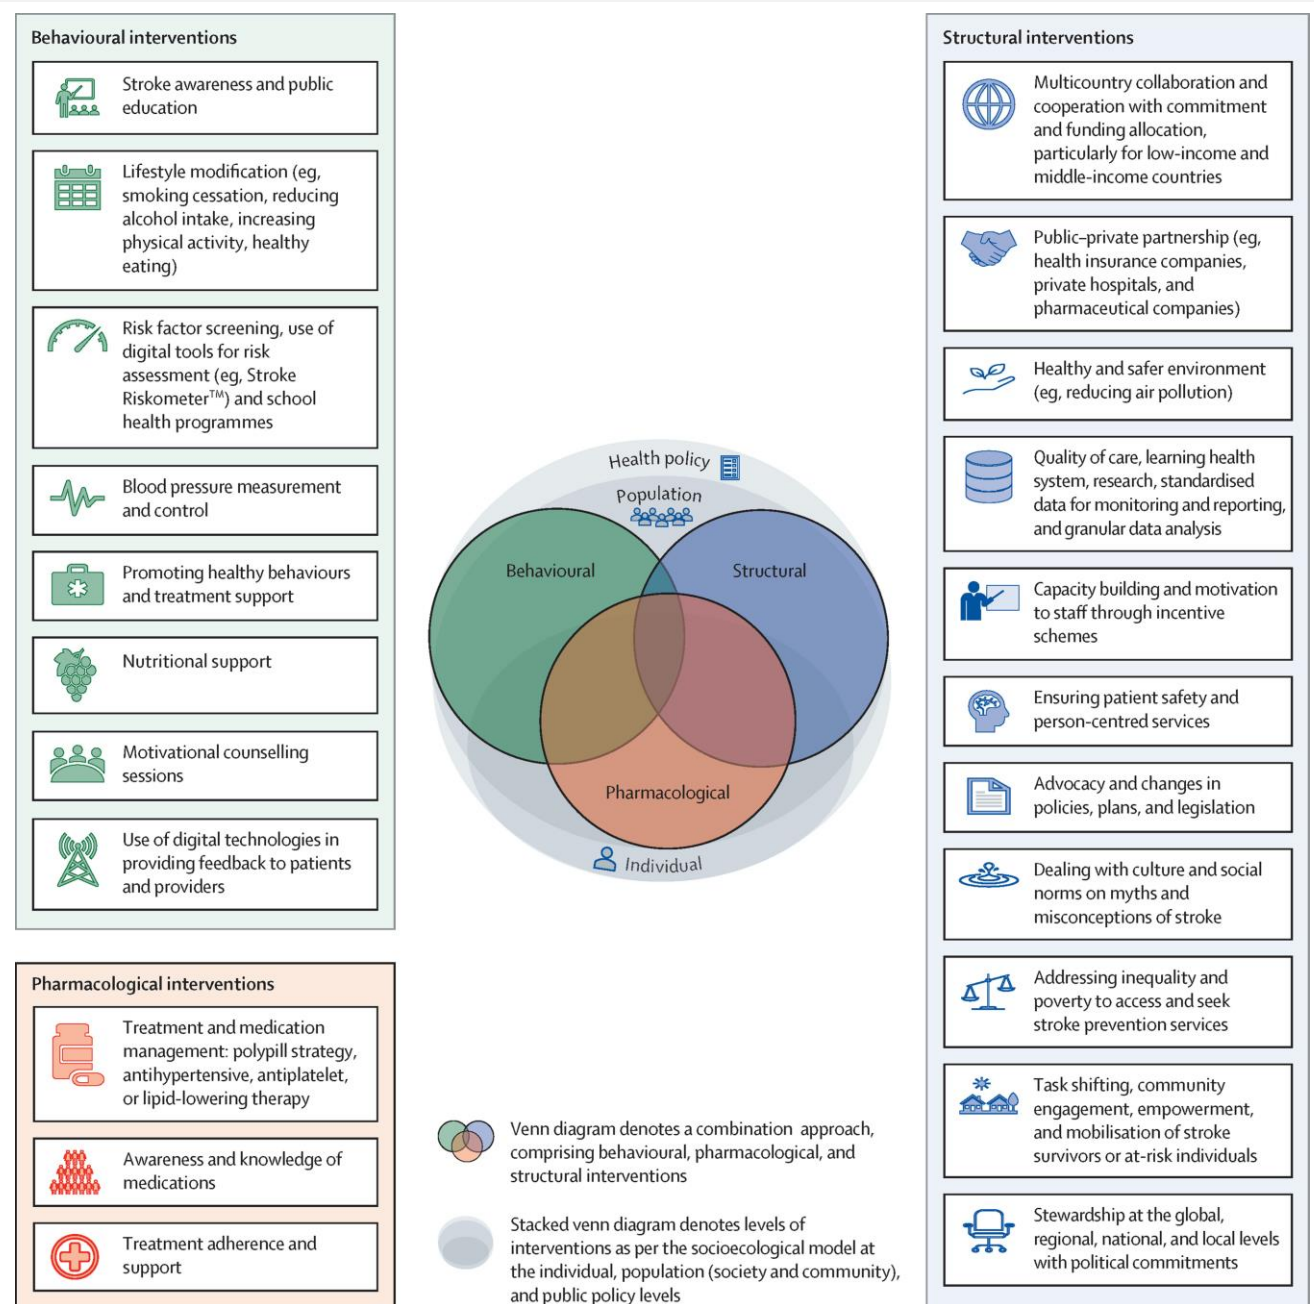 Behavioural interventions
Stroke awareness and public
education
Lifestyle modification (eg,
smoking cessation, reducing
alcohol intake, increasing
physical activity, healthy
eating)
Risk factor screening, use of
digital tools for risk
assessment (eg, Stroke
Riskometer™) and school
health programmes
Blood pressure measurement
and control
Promoting healthy behaviours
and treatment support
Nutritional support
Motivational counselling
sessions
Use of digital technologies in
providing feedback to patients
and providers
Pharmacological interventions
Treatment and medication
management: polypill strategy,
antihypertensive, antiplatelet,
or lipid-lowering therapy
Awareness and knowledge of
medications
Treatment adherence and
support
Health policy
Population
Behavioural
Structural
Pharmacological
Individual
Venn diagram denotes a combination approach,
comprising behavioural, pharmacological, and
structural interventions
Stacked venn diagram denotes levels of
interventions as per the socioecological model at
the individual, population (society and community),
and public policy levels
Structural interventions
Multicountry collaboration and
cooperation with commitment
and funding allocation,
particularly for low-income and
middle-income countries
Public–private partnership (eg,
health insurance companies,
private hospitals, and
pharmaceutical companies)
Healthy and safer environment
(eg, reducing air pollution)
Quality of care, learning health
system, research, standardised
data for monitoring and reporting,
and granular data analysis
Capacity building and motivation
to staff through incentive
schemes
Ensuring patient safety and
person-centred services
Advocacy and changes in
policies, plans, and legislation
Dealing with culture and social
norms on myths and
misconceptions of stroke
Addressing inequality and
poverty to access and seek
stroke prevention services
Task shifting, community
engagement, empowerment,
and mobilisation of stroke
survivors or at-risk individuals
Stewardship at the global,
regional, national, and local levels
with political commitments